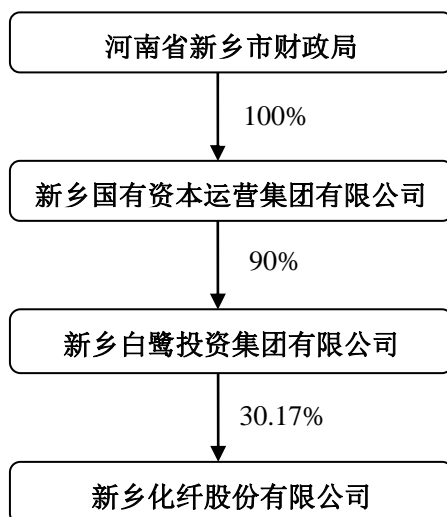 河南省新乡市财政局
100%
新乡国有资本运营集团有限公司
90%
新乡白鹭投资集团有限公司
30.17%
新乡化纤股份有限公司